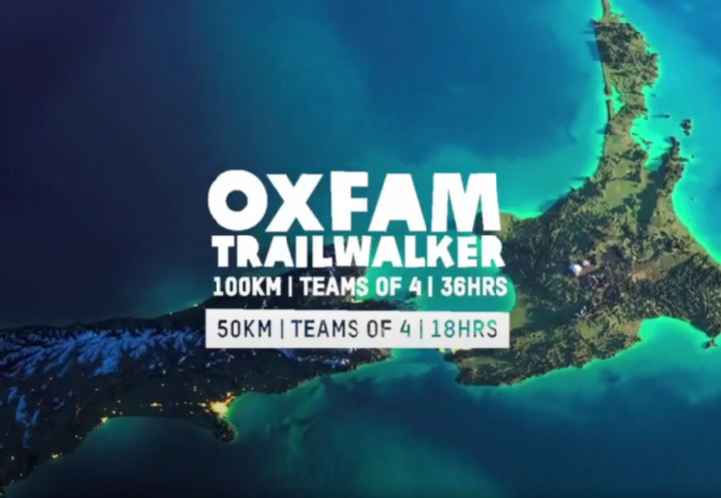 OXFAM
TRAILWALKER
100KM | TEAMS OF 4 | 36HRS
50KM | TEAMS OF 4 | 18HRS